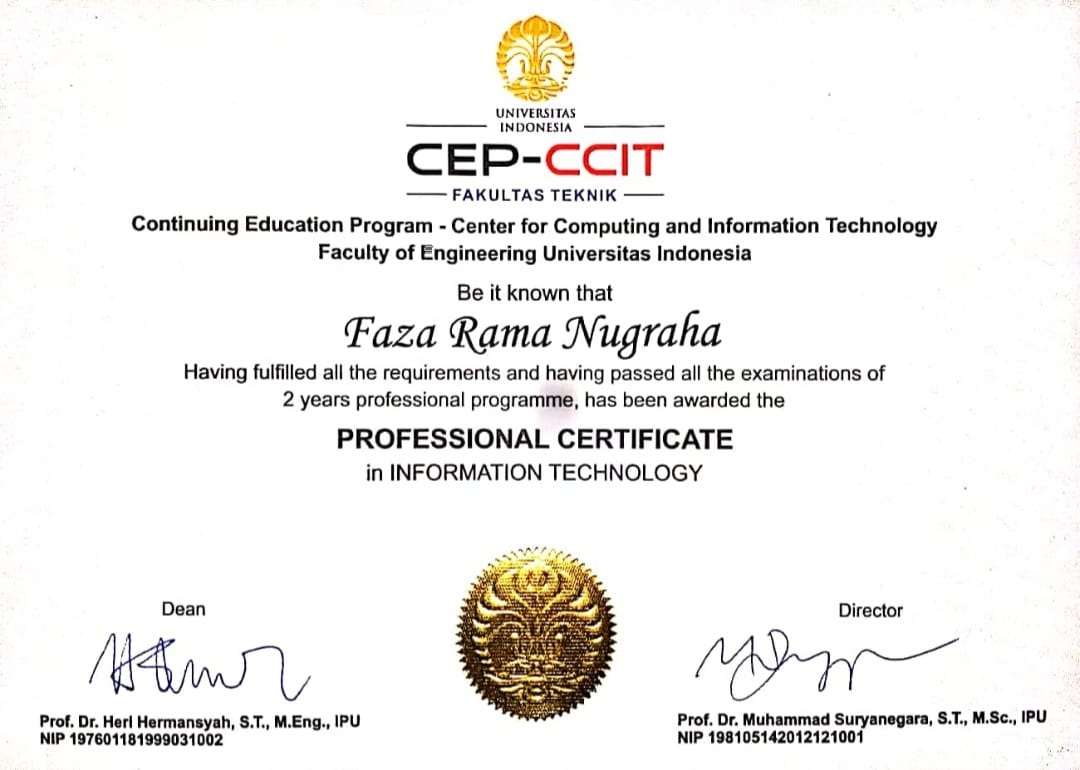 UNIVERSITAS
INDONESIA
CEP-CCIT
FAKULTAS TEKNIK
Continuing Education Program - Center for Computing and Information Technology
Faculty of Engineering Universitas Indonesia
Be it known that
Faza Rama Nugraha
Having fulfilled all the requirements and having passed all the examinations of
2 years professional programme, has been awarded the
PROFESSIONAL CERTIFICATE
in INFORMATION TECHNOLOGY
Dean
Director
Prof. Dr. Heri Hermansyah, S.T., M.Eng., IPU
NIP 197601181999031002
Prof. Dr. Muhammad Suryanegara, S.T., M.Sc., IPU
NIP 198105142012121001